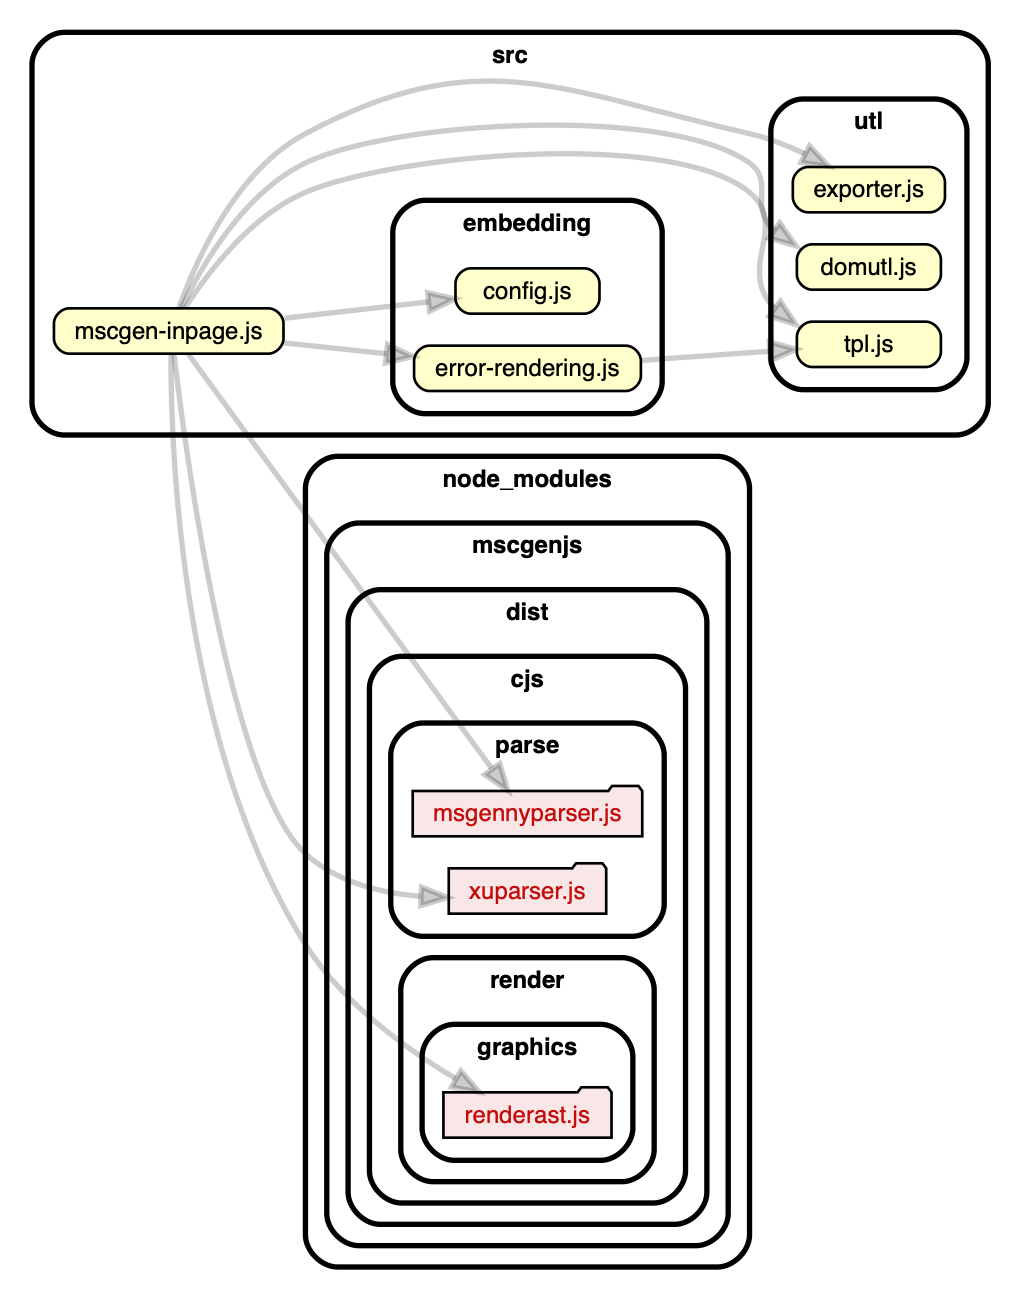 src
utl
exporter.js
embedding
domutl.js
config.js
mscgen-inpage.js
tpl.js
error-rendering.js
node_modules
mscgenjs
dist
cjs
parse
msgennyparser.js
xuparser.js
render
graphics
renderast.js